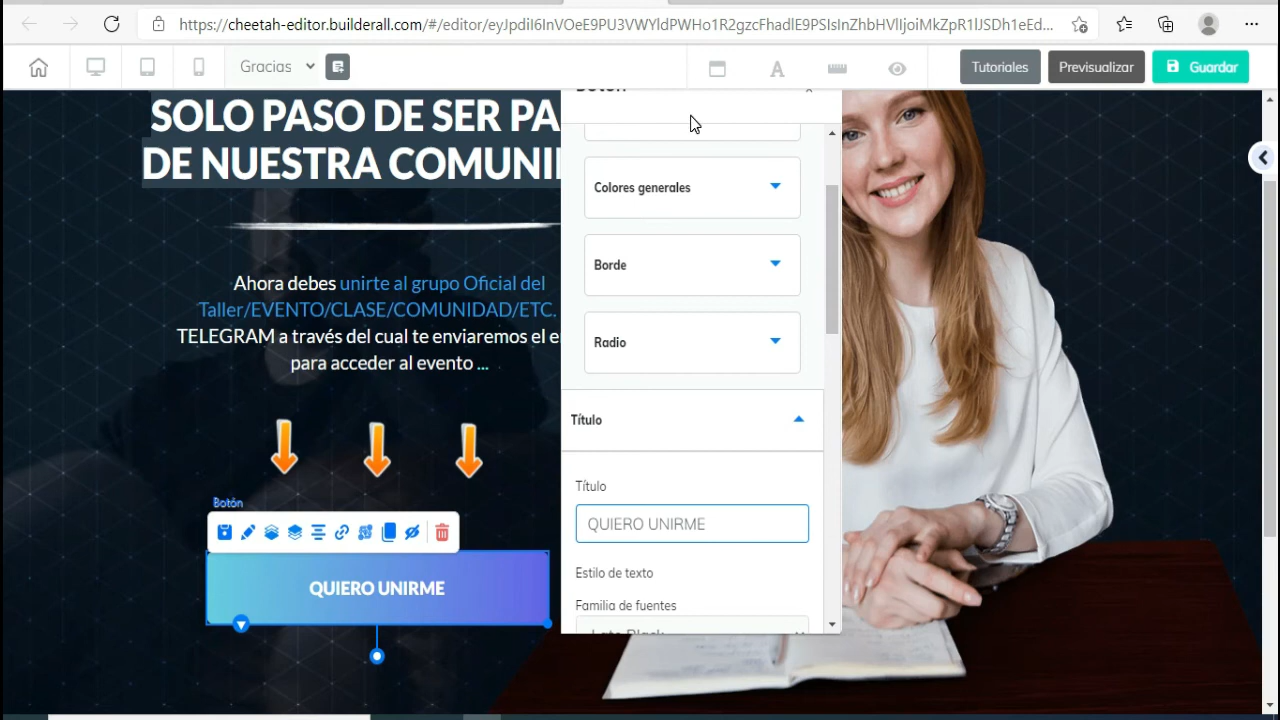 https://cheetah-editor.builderall.com/#/editor/eyJpdiI6InVOeE9PU3VWYldPWHo1R2gzcFhadlE9PSIsInZhbHVlIjoiMkZpR1lJSDh1eEd...
Gracias
Tutoriales
Previsualizar
Guardar
SOLO PASO DE SER PA
DE NUESTRA COMUNI
Ahora debes unirte al grupo Oficial del
Taller/EVENTO/CLASE/COMUNIDAD/ETC.
TELEGRAM a través del cual te enviaremos el e
para acceder al evento ...
Botón
QUIERO UNIRME
Botón
Colores generales
Borde
Radio
Título
Título
QUIERO UNIRME
Estilo de texto
Familia de fuentes
Lato Black